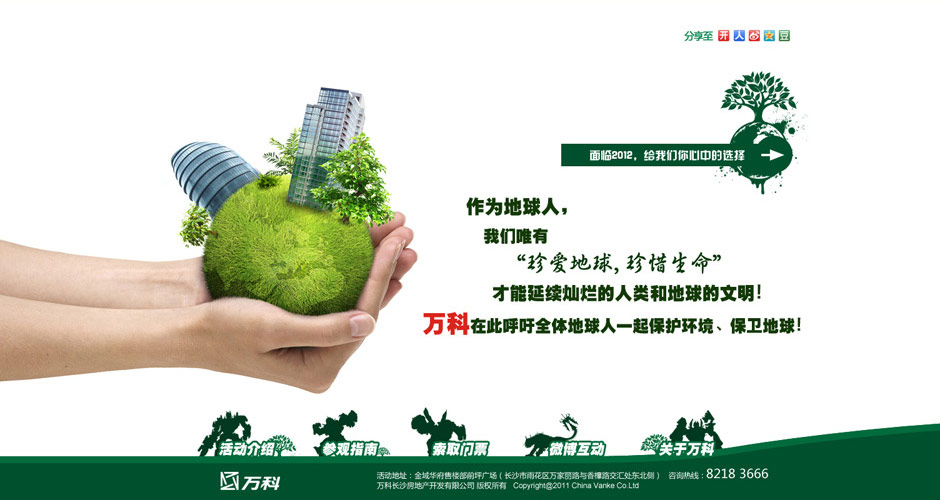 分享至 开 人 豆
面临2012，给我们你心中的选择
作为地球人，
我们唯有
“珍爱地球，珍惜生命”
才能延续灿烂的人类和地球的文明！
万科在此呼吁全体地球人一起保护环境、保卫地球！
活动介绍 参观指南 索取门票 微博互动 关于万科
万科
活动地址：金域华府售楼部前坪广场（长沙市雨花区万家丽路与香樟路交汇处东北侧） 咨询热线：8218 3666
万科长沙房地产开发有限公司 版权所有 Copyright@2011 China Vanke Co.Ltd